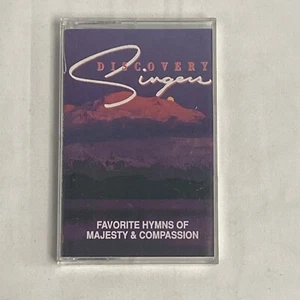 DISCOVERY
Singers
FAVORITE HYMNS OF
MAJESTY & COMPASSION